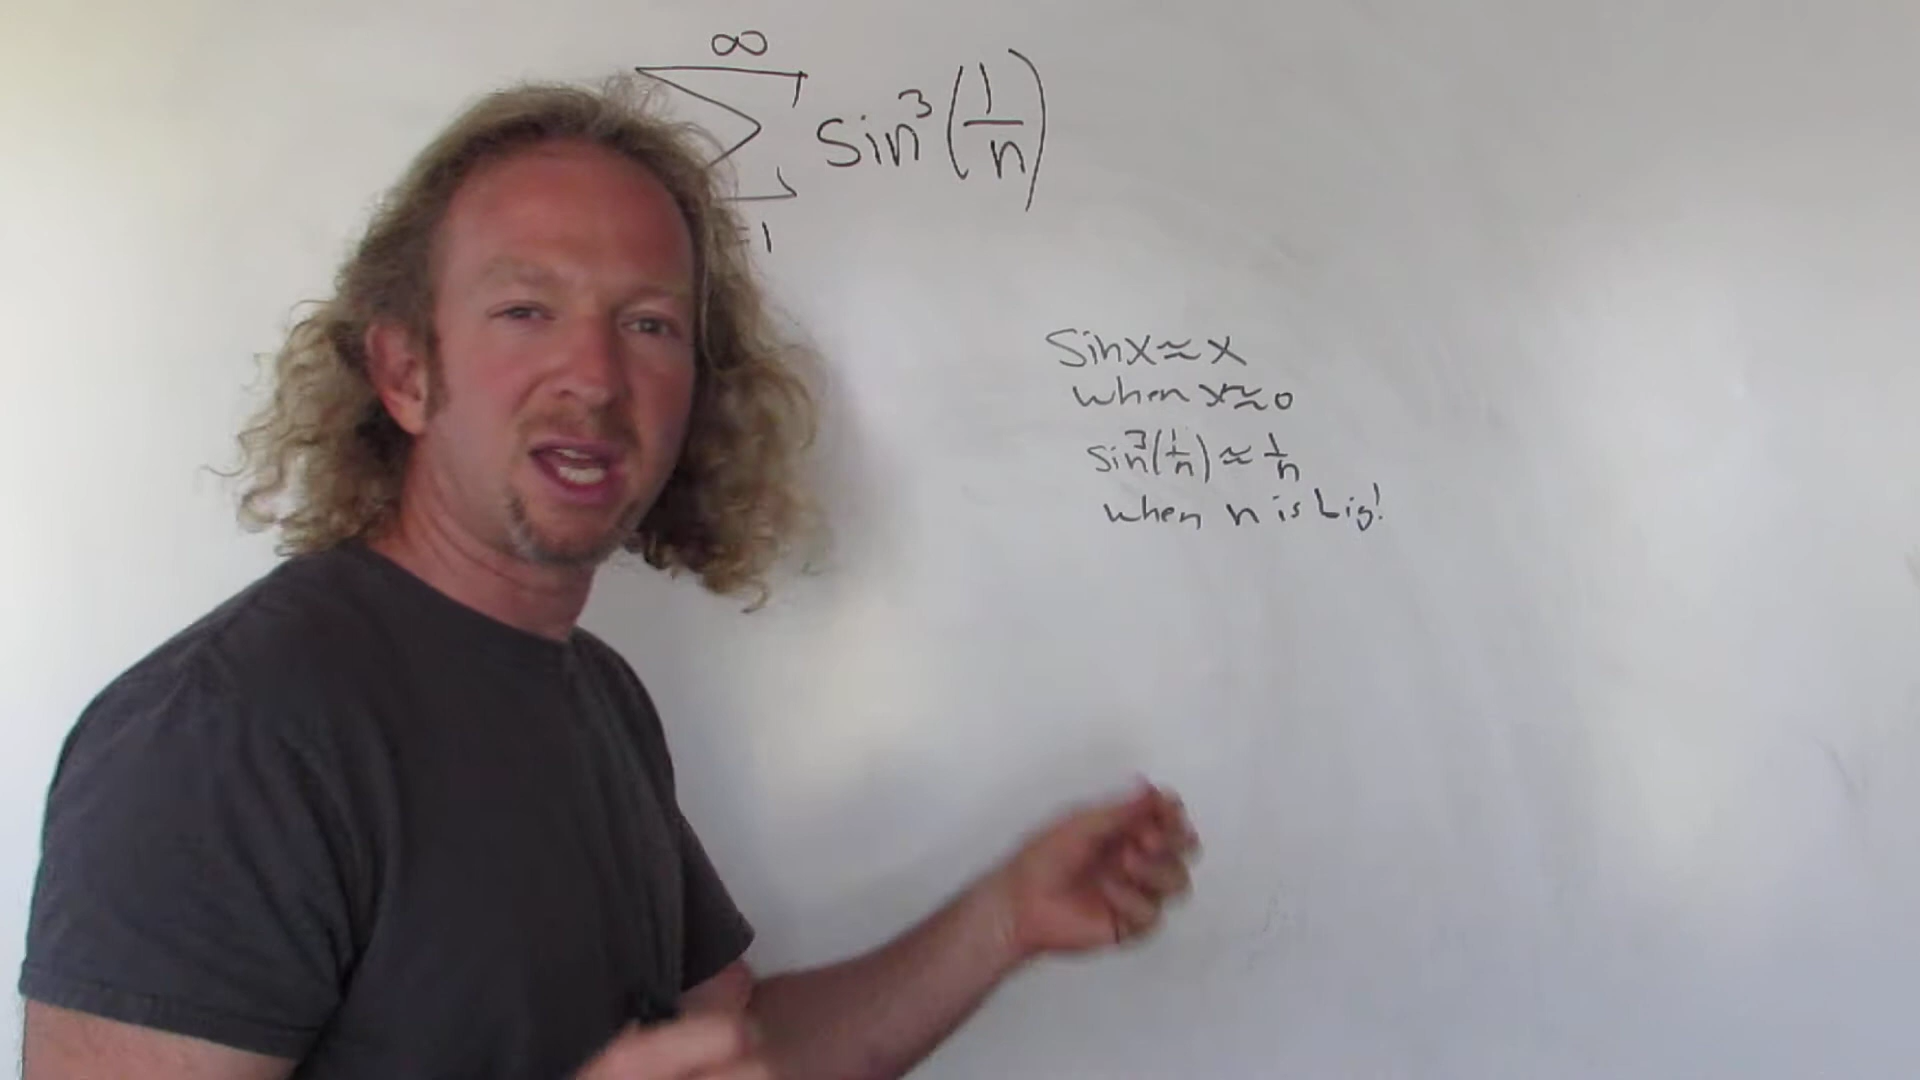 ∞
Σ sin³(1/n)
=1
Sinx≈x
when x≈0
sin³(1/n)≈1/n
when n is big!